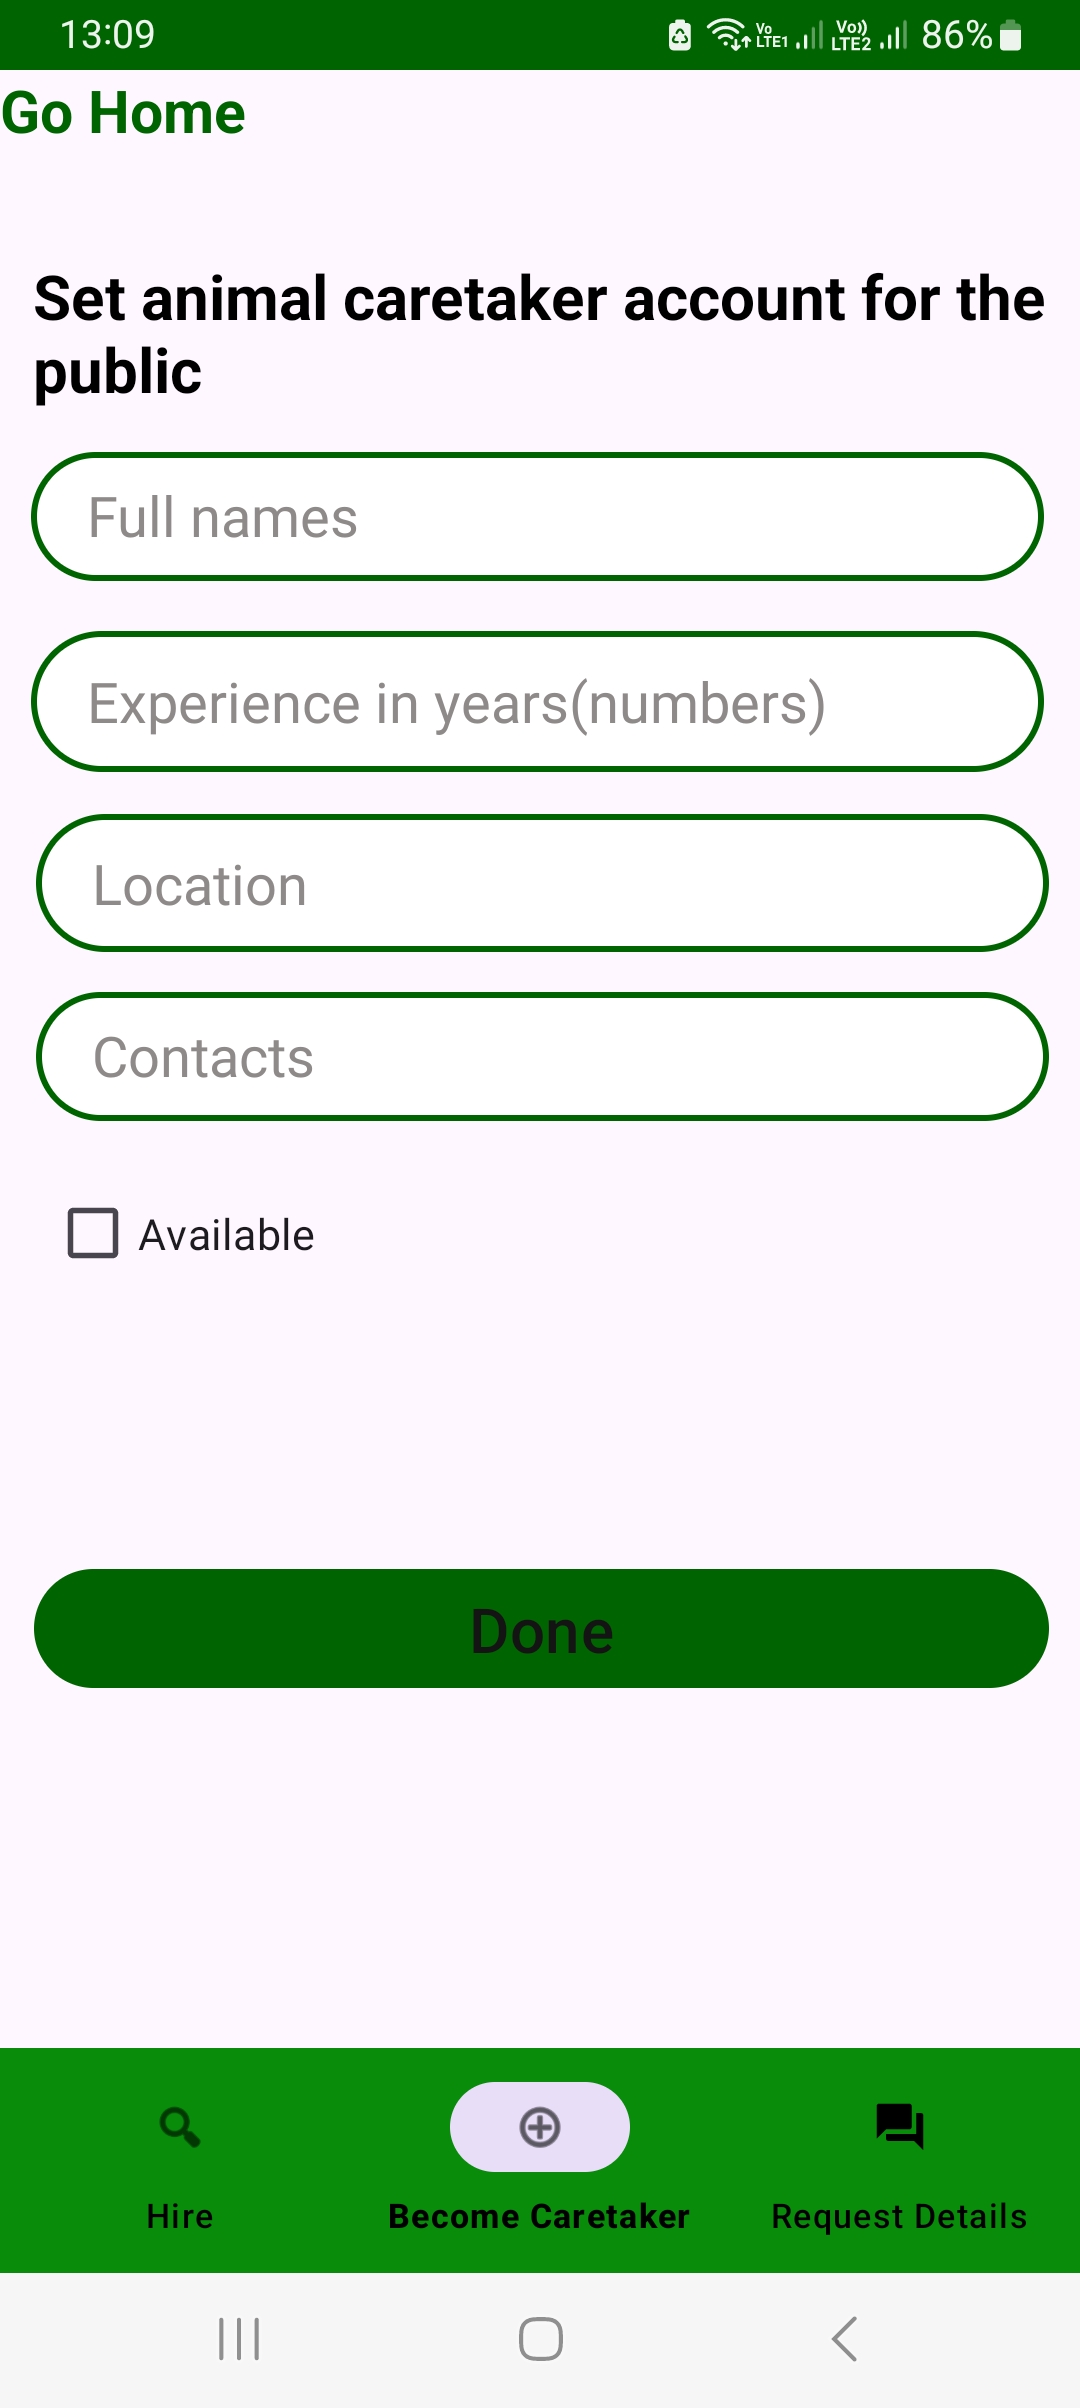 13:09
Vo LTE1 Vo)) LTE2 86%
Go Home
Set animal caretaker account for the
public
Full names
Experience in years(numbers)
Location
Contacts
Available
Done
Hire
Become Caretaker
Request Details